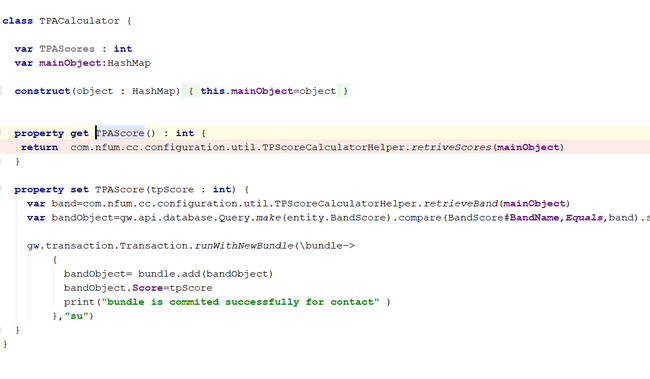 class TPACalculator {
var TPAScores : int
var mainObject:HashMap
construct(object : HashMap) { this.mainObject=object }
property get TPAScore() : int {
return com.nfum.cc.configuration.util.TPScoreCalculatorHelper.retriveScores(mainObject)
}
property set TPAScore(tpScore : int) {
var band=com.nfum.cc.configuration.util.TPScoreCalculatorHelper.retrieveBand(mainObject)
var bandObject=gw.api.database.Query.make(entity.BandScore).compare(BandScore#BandName,Equals,band).s
gw.transaction.Transaction.runWithNewBundle(\bundle->
{
bandObject= bundle.add(bandObject)
bandObject.Score=tpScore
print("bundle is commited successfully for contact" )
},"su")
}
}